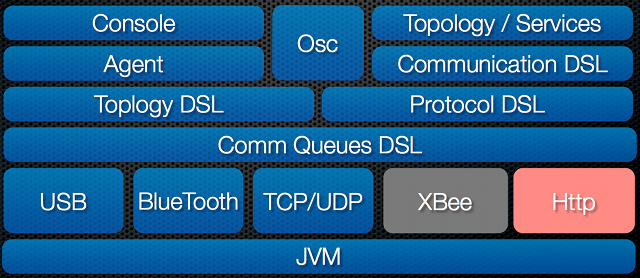 Console
Osc
Topology / Services
Agent
Communication DSL
Toplogy DSL
Protocol DSL
Comm Queues DSL
USB
BlueTooth
TCP/UDP
XBee
Http
JVM